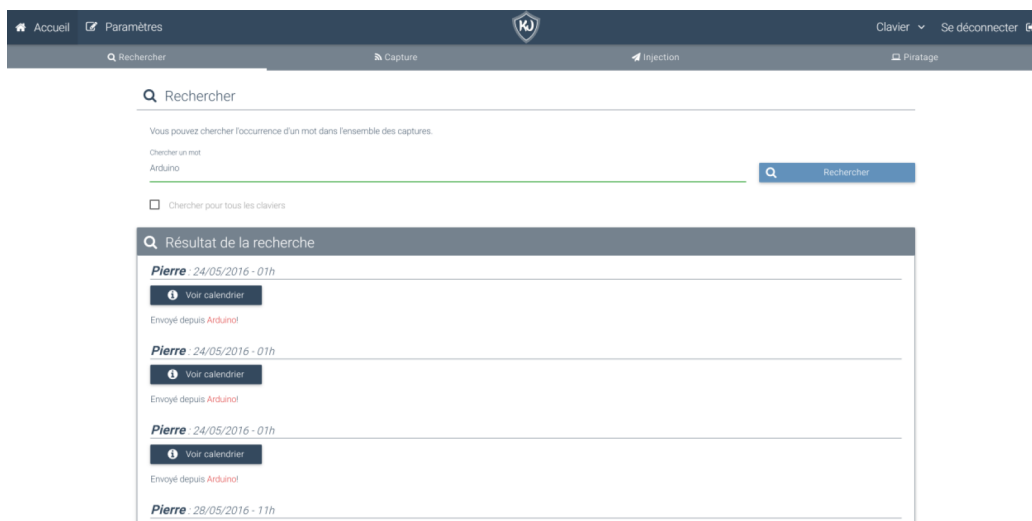 Accueil Paramètres KJ Clavier Se déconnecter
Rechercher Capture Injection Piratage
Rechercher
Vous pouvez chercher l'occurrence d'un mot dans l'ensemble des captures.
Chercher un mot
Arduino
Rechercher
Chercher pour tous les claviers
Résultat de la recherche
Pierre : 24/05/2016 - 01h
Voir calendrier
Envoyé depuis Arduino!
Pierre : 24/05/2016 - 01h
Voir calendrier
Envoyé depuis Arduino!
Pierre : 24/05/2016 - 01h
Voir calendrier
Envoyé depuis Arduino!
Pierre : 28/05/2016 - 11h